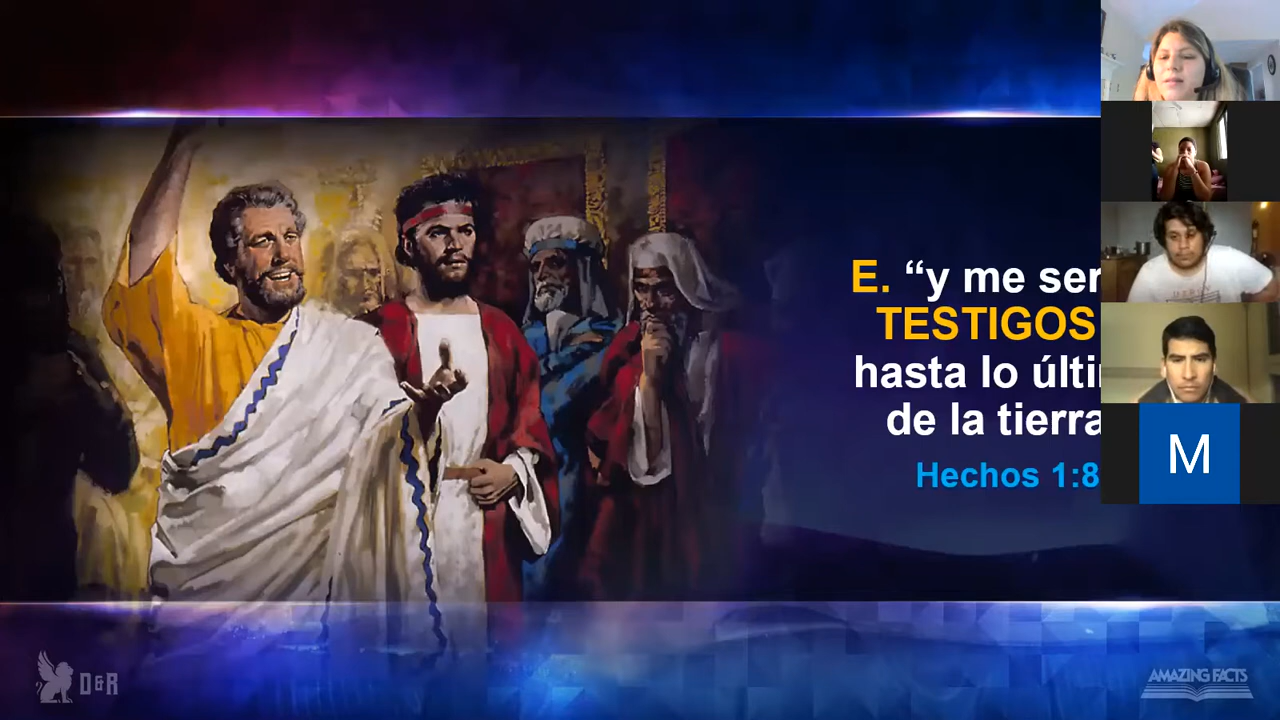 E. “y me ser
TESTIGOS
hasta lo últi
de la tierra
Hechos 1:8
M
D&R
AMAZING FACTS